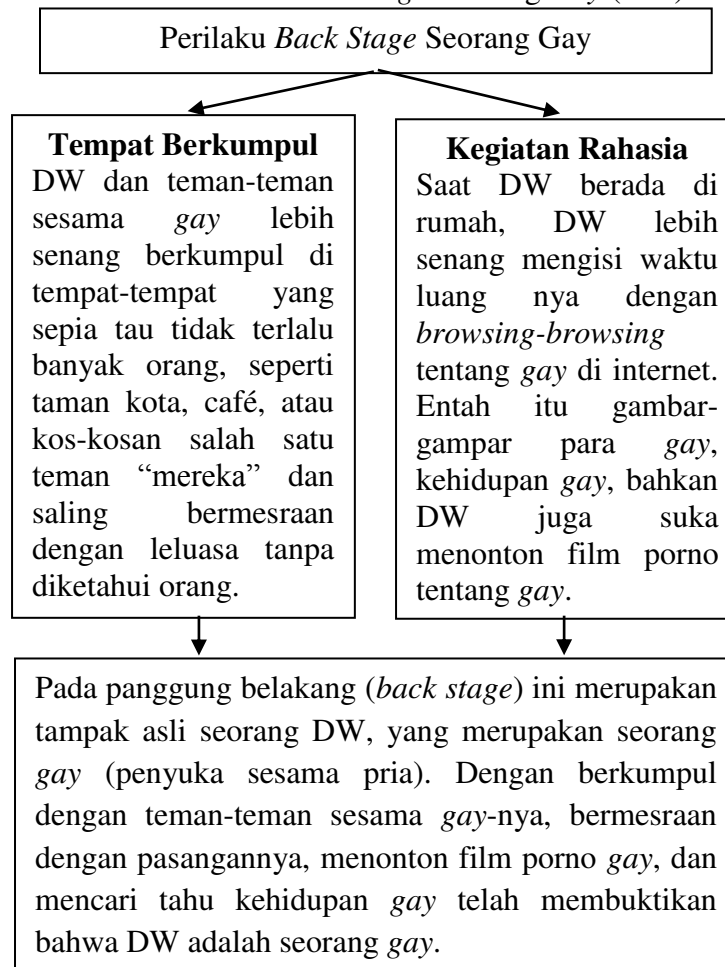 Perilaku Back Stage Seorang Gay
Tempat Berkumpul
DW dan teman-teman
sesama gay lebih
senang berkumpul di
tempat-tempat yang
sepia tau tidak terlalu
banyak orang, seperti
taman kota, café, atau
kos-kosan salah satu
teman “mereka” dan
saling bermesraan
dengan leluasa tanpa
diketahui orang.
Kegiatan Rahasia
Saat DW berada di
rumah, DW lebih
senang mengisi waktu
luang nya dengan
browsing-browsing
tentang gay di internet.
Entah itu gambar-
gampar para gay,
kehidupan gay, bahkan
DW juga suka
menonton film porno
tentang gay.
Pada panggung belakang (back stage) ini merupakan
tampak asli seorang DW, yang merupakan seorang
gay (penyuka sesama pria). Dengan berkumpul
dengan teman-teman sesama gay-nya, bermesraan
dengan pasangannya, menonton film porno gay, dan
mencari tahu kehidupan gay telah membuktikan
bahwa DW adalah seorang gay.